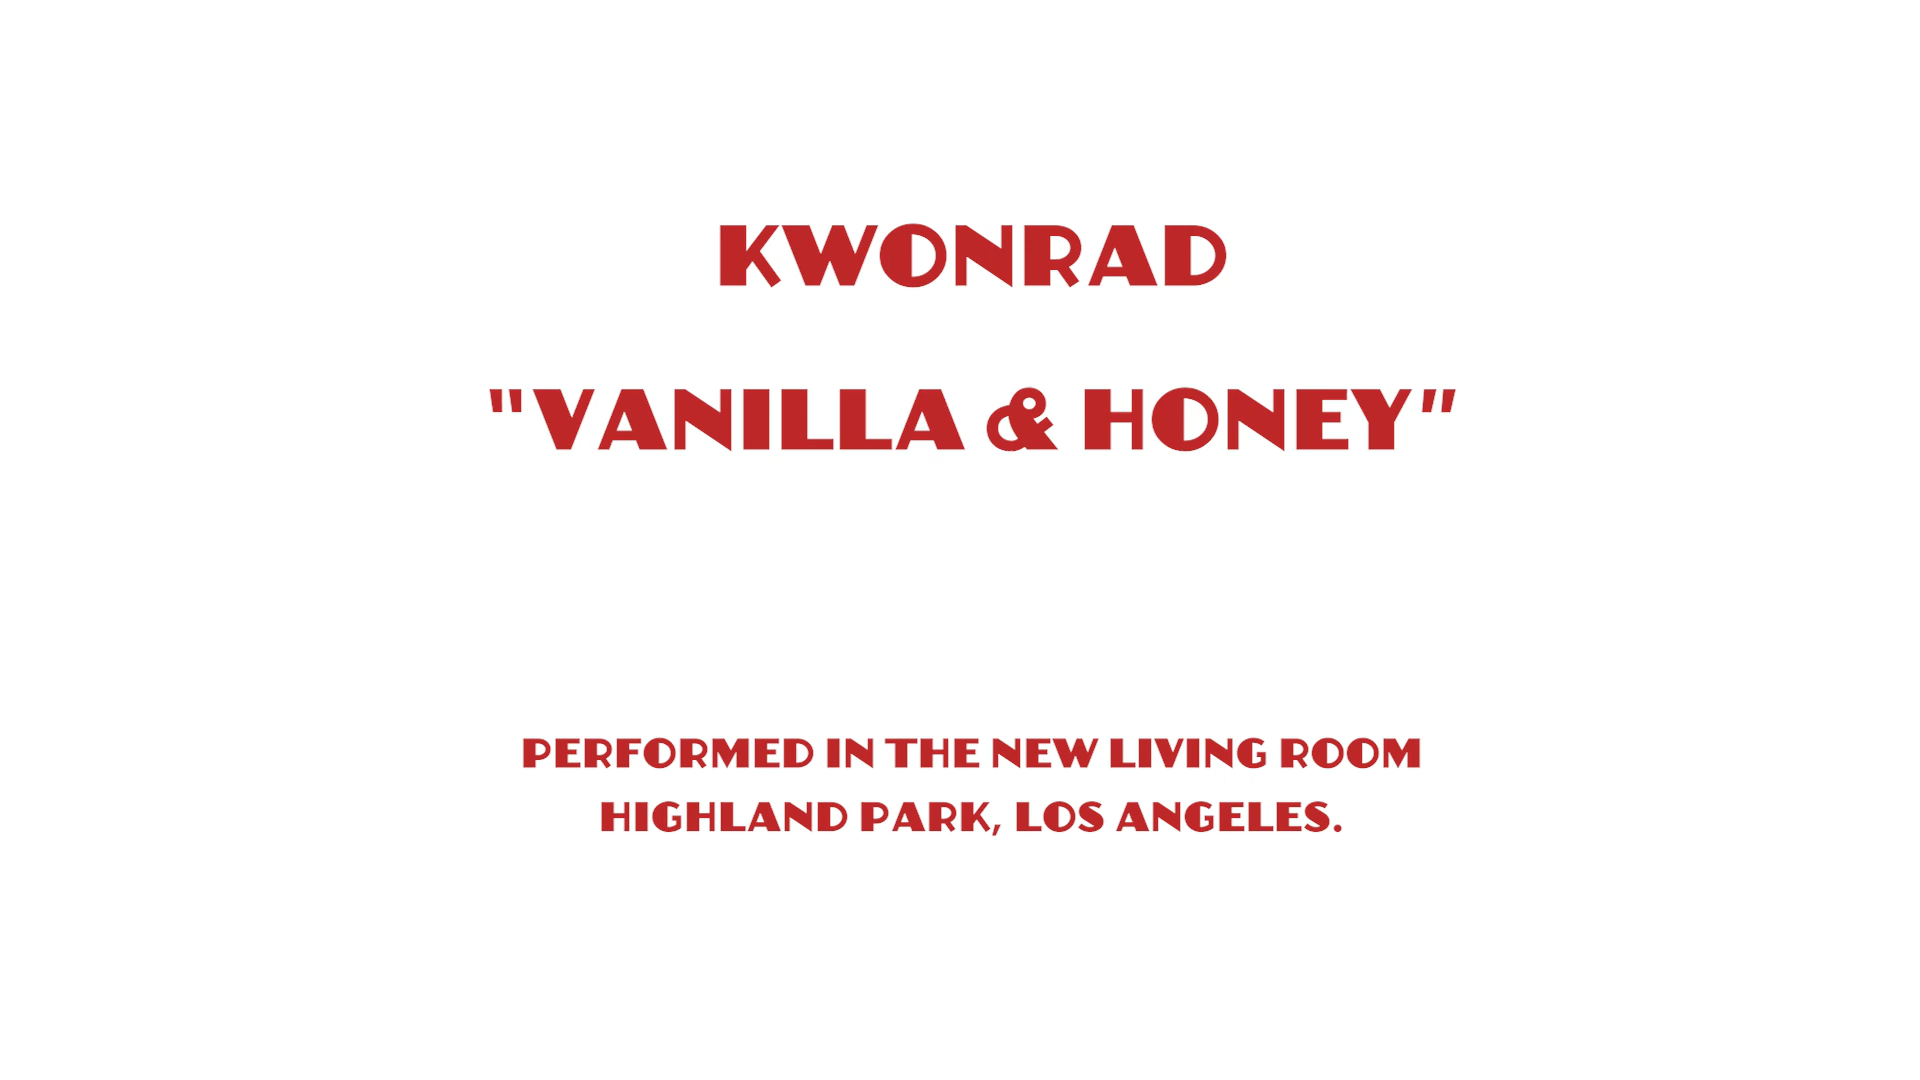 KWONRAD
"VANILLA & HONEY"
PERFORMED IN THE NEW LIVING ROOM
HIGHLAND PARK, LOS ANGELES.